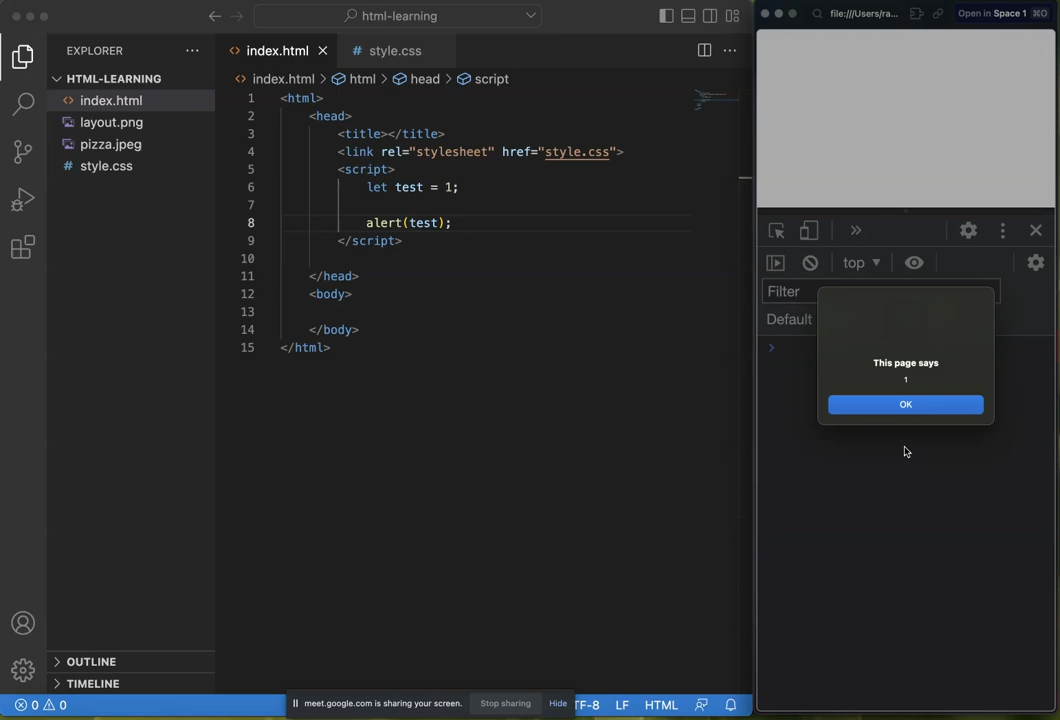 html-learning
EXPLORER
HTML-LEARNING
index.html
layout.png
pizza.jpeg
style.css
OUTLINE
TIMELINE
index.html
# style.css
index.html > html > head > script
1 <html>
2 <head>
3 <title></title>
4 <link rel="stylesheet" href="style.css">
5 <script>
6 let test = 1;
7
8 alert(test);
9 </script>
10
11 </head>
12 <body>
13
14 </body>
15 </html>
0 0
meet.google.com is sharing your screen. Stop sharing Hide
TF-8 LF HTML
file:///Users/ra... Open in Space 1 ⌘O
top
Filter
Default
This page says
1
OK